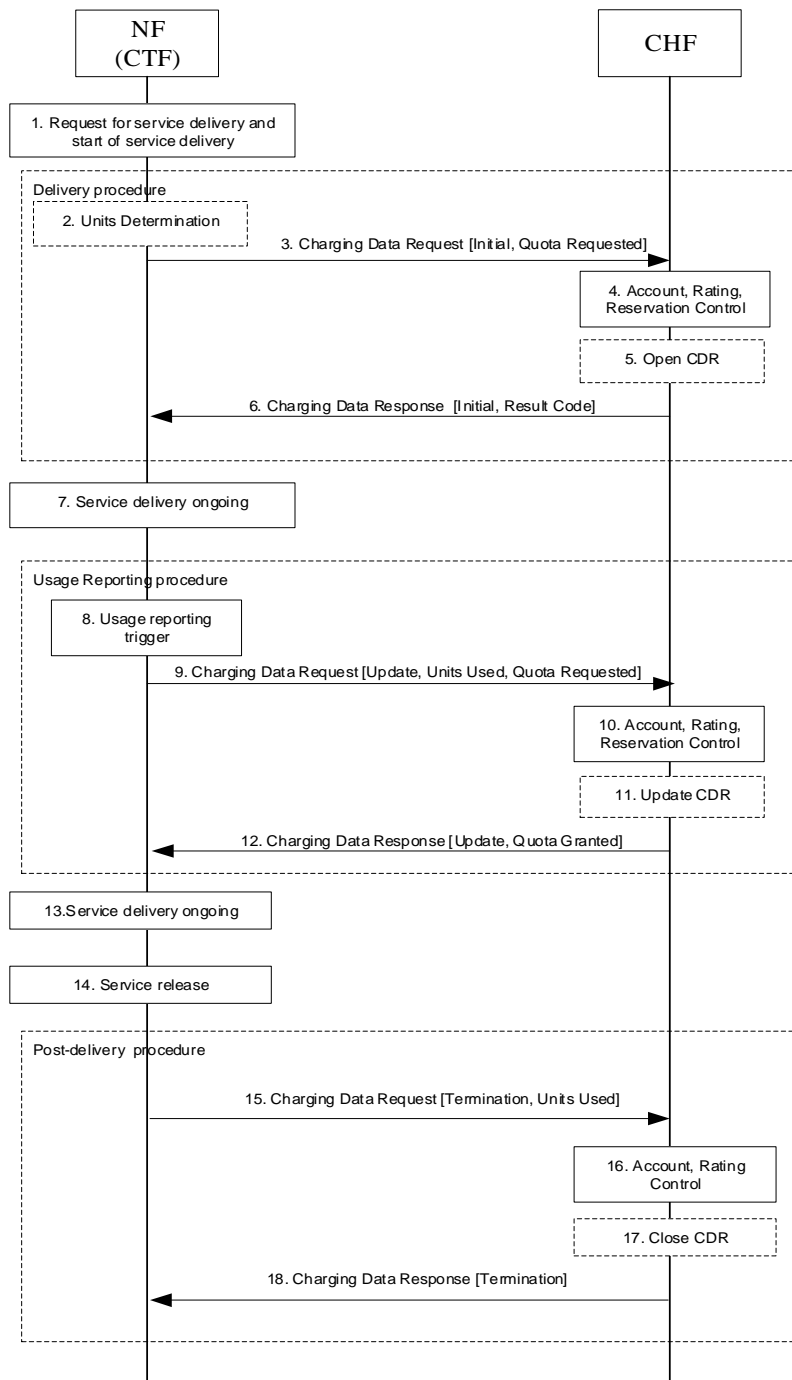 NF
(CTF)
CHF
1. Request for service delivery and
start of service delivery
Delivery procedure
2. Units Determination
3. Charging Data Request [Initial, Quota Requested]
4. Account, Rating,
Reservation Control
5. Open CDR
6. Charging Data Response [Initial, Result Code]
7. Service delivery ongoing
Usage Reporting procedure
8. Usage reporting
trigger
9. Charging Data Request [Update, Units Used, Quota Requested]
10. Account, Rating,
Reservation Control
11. Update CDR
12. Charging Data Response [Update, Quota Granted]
13.Service delivery ongoing
14. Service release
Post-delivery procedure
15. Charging Data Request [Termination, Units Used]
16. Account, Rating
Control
17. Close CDR
18. Charging Data Response [Termination]